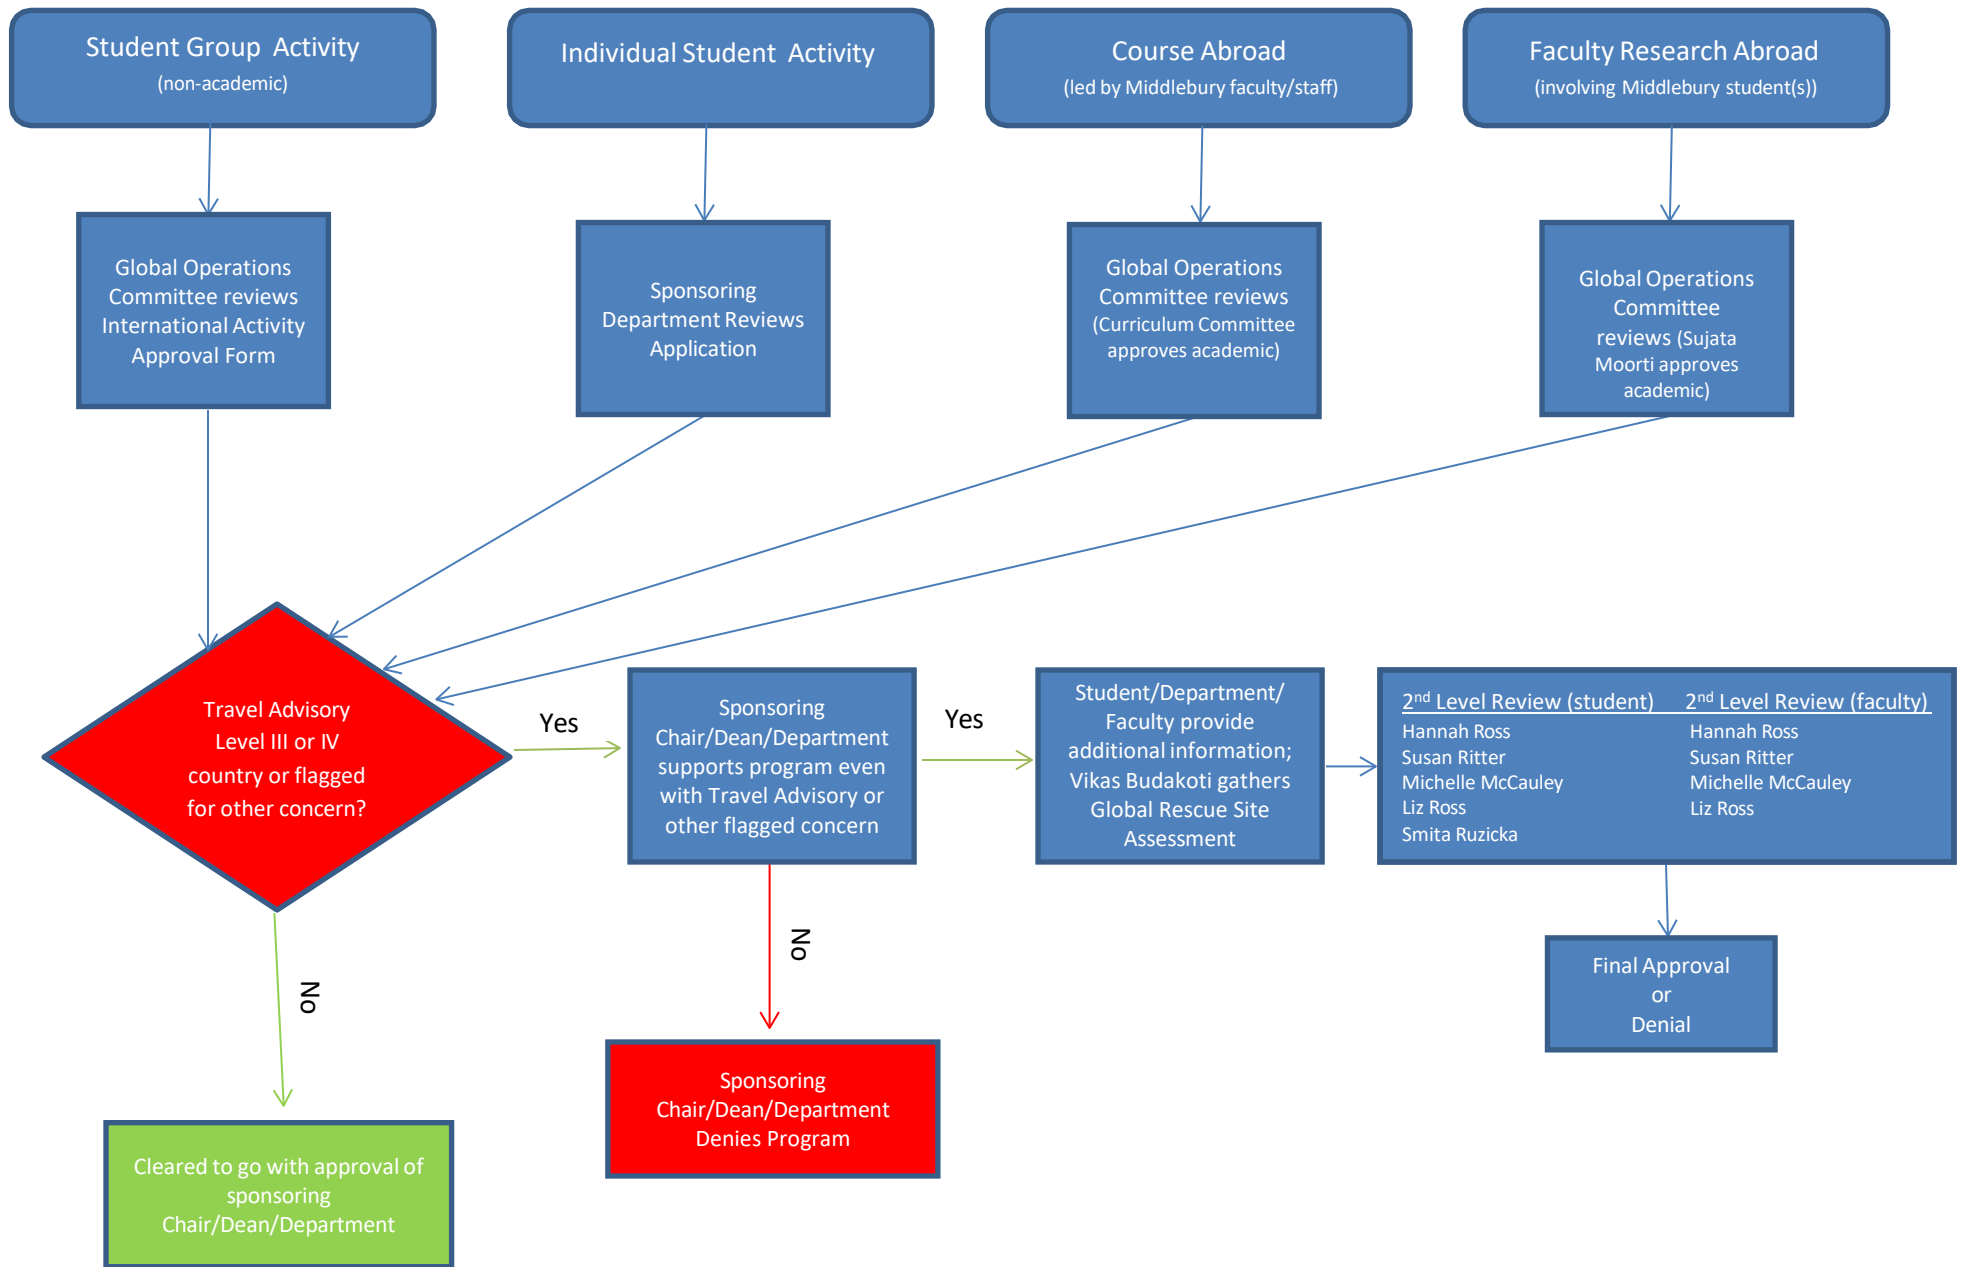 Student Group Activity
(non-academic)
Individual Student Activity
Course Abroad
(led by Middlebury faculty/staff)
Faculty Research Abroad
(involving Middlebury student(s))
Global Operations
Committee reviews
International Activity
Approval Form
Sponsoring
Department Reviews
Application
Global Operations
Committee reviews
(Curriculum Committee
approves academic)
Global Operations
Committee
reviews (Sujata
Moorti approves
academic)
Travel Advisory
Level III or IV
country or flagged
for other concern?
Yes
Sponsoring
Chair/Dean/Department
supports program even
with Travel Advisory or
other flagged concern
Yes
Student/Department/
Faculty provide
additional information;
Vikas Budakoti gathers
Global Rescue Site
Assessment
2nd Level Review (student)
Hannah Ross
Susan Ritter
Michelle McCauley
Liz Ross
Smita Ruzicka
2nd Level Review (faculty)
Hannah Ross
Susan Ritter
Michelle McCauley
Liz Ross
No
No
Final Approval
or
Denial
Sponsoring
Chair/Dean/Department
Denies Program
Cleared to go with approval of
sponsoring
Chair/Dean/Department